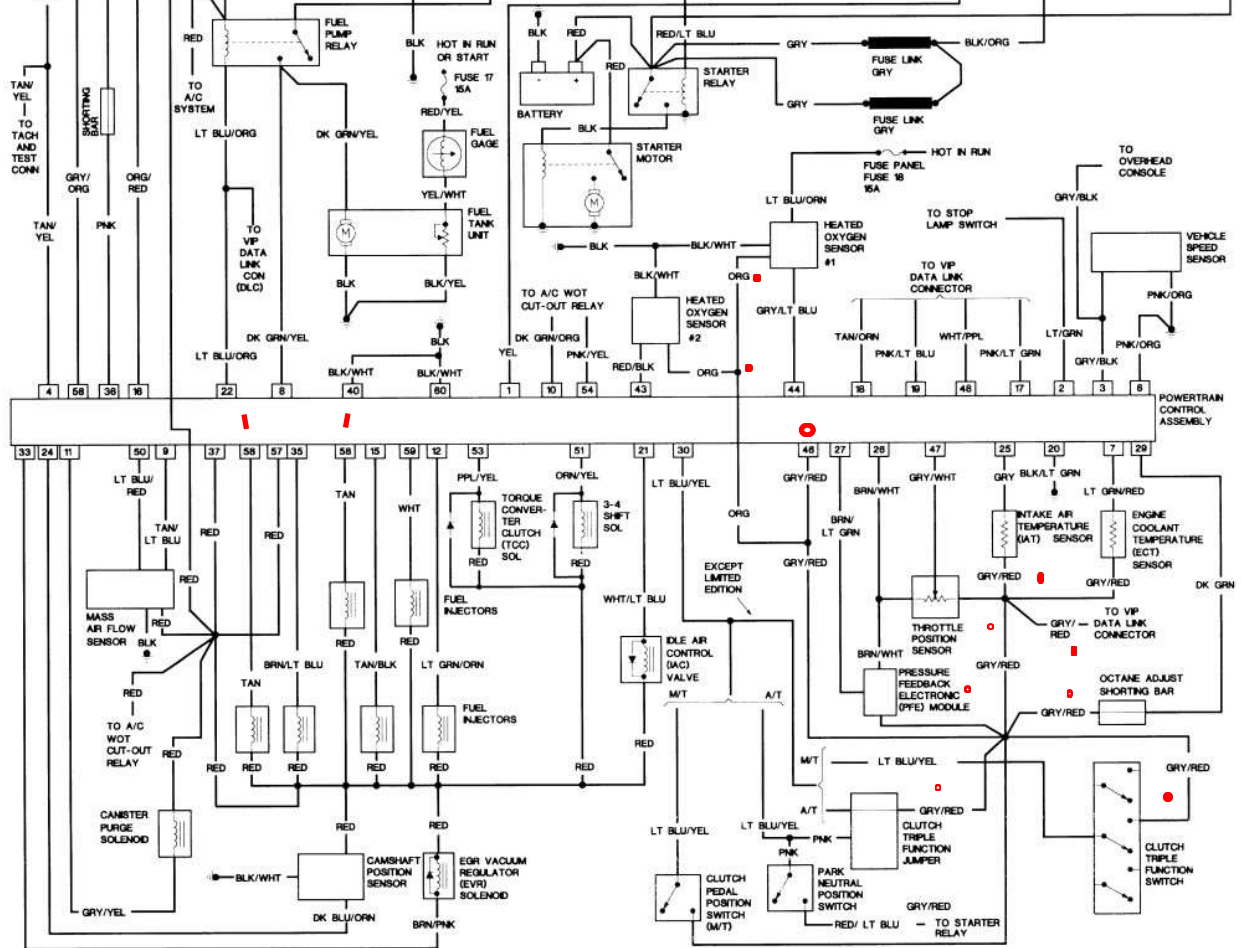 FUEL
PUMP
RELAY
RED
TO
A/C
SYSTEM
BLK
HOT IN RUN
OR START
FUSE 17
15A
RED/YEL
FUEL
GAGE
YEL/WHT
FUEL
TANK
UNIT
M
BLK
BLK/YEL
BLK
BLK/WHT
BLK/WHT
TAN/
YEL
TO
TACH
AND
TEST
CONN
SHORTING
BAR
LT BLU/ORG
DK GRN/YEL
GRY/
ORG
ORG/
RED
PNK
TAN/
YEL
TO
VIP
DATA
LINK
CON
(DLC)
DK GRN/YEL
LT BLU/ORG
BLK
RED
RED/LT BLU
RED
-
+
BATTERY
STARTER
RELAY
BLK
STARTER
MOTOR
M
GRY
BLK/ORG
FUSE LINK
GRY
GRY
FUSE LINK
GRY
HOT IN RUN
FUSE PANEL
FUSE 18
15A
LT BLU/ORN
HEATED
OXYGEN
SENSOR
#1
BLK
BLK/WHT
BLK/WHT
ORG
HEATED
OXYGEN
SENSOR
#2
GRY/LT BLU
RED/BLK
ORG
TO A/C WOT
CUT-OUT RELAY
DK GRN/ORG
PNK/YEL
YEL
TO
OVERHEAD
CONSOLE
GRY/BLK
TO STOP
LAMP SWITCH
VEHICLE
SPEED
SENSOR
TO VIP
DATA LINK
CONNECTOR
PNK/ORG
TAN/ORN
PNK/LT BLU
WHT/PPL
PNK/LT GRN
LT/GRN
GRY/BLK
PNK/ORG
4 56 36 16 22 8 40 60 1 10 54 43 44 18 19 48 17 2 3 6
POWERTRAIN
CONTROL
ASSEMBLY
33 24 11 50 9 37 58 57 35 58 15 59 12 53 51 21 30 46 27 26 47 25 20 7 29
LT BLU/
RED
TAN/
LT BLU
RED
RED
RED
MASS
AIR FLOW
SENSOR
BLK
RED
RED
TO A/C
WOT
CUT-OUT
RELAY
RED
RED
CANISTER
PURGE
SOLENOID
GRY/YEL
TAN
WHT
PPL/YEL
ORN/YEL
TORQUE
CONVER-
TER
CLUTCH
(TCC)
SOL
3-4
SHIFT
SOL
RED
RED
FUEL
INJECTORS
RED
RED
TAN
BRN/LT BLU
TAN/BLK
LT GRN/ORN
FUEL
INJECTORS
RED
RED
RED
RED
RED
RED
RED
CAMSHAFT
POSITION
SENSOR
BLK/WHT
DK BLU/ORN
EGR VACUUM
REGULATOR
(EVR)
SOLENOID
BRN/PNK
LT BLU/YEL
WHT/LT BLU
IDLE AIR
CONTROL
(IAC)
VALVE
RED
EXCEPT
LIMITED
EDITION
ORG
M/T
A/T
LT BLU/YEL
LT BLU/YEL
CLUTCH
PEDAL
POSITION
SWITCH
(M/T)
PNK
PNK
PARK
NEUTRAL
POSITION
SWITCH
RED/ LT BLU
TO STARTER
RELAY
GRY/RED
M/T
LT BLU/YEL
A/T
GRY/RED
CLUTCH
TRIPLE
FUNCTION
JUMPER
GRY/RED
BRN/WHT
GRY/WHT
GRY
BLK/LT GRN
LT GRN/RED
BRN/
LT GRN
GRY/RED
INTAKE AIR
TEMPERATURE
(IAT) SENSOR
ENGINE
COOLANT
TEMPERATURE
(ECT)
SENSOR
GRY/RED
GRY/RED
DK GRN
THROTTLE
POSITION
SENSOR
GRY/
RED
TO VIP
DATA LINK
CONNECTOR
BRN/WHT
GRY/RED
PRESSURE
FEEDBACK
ELECTRONIC
(PFE) MODULE
OCTANE ADJUST
SHORTING BAR
GRY/RED
GRY/RED
CLUTCH
TRIPLE
FUNCTION
SWITCH